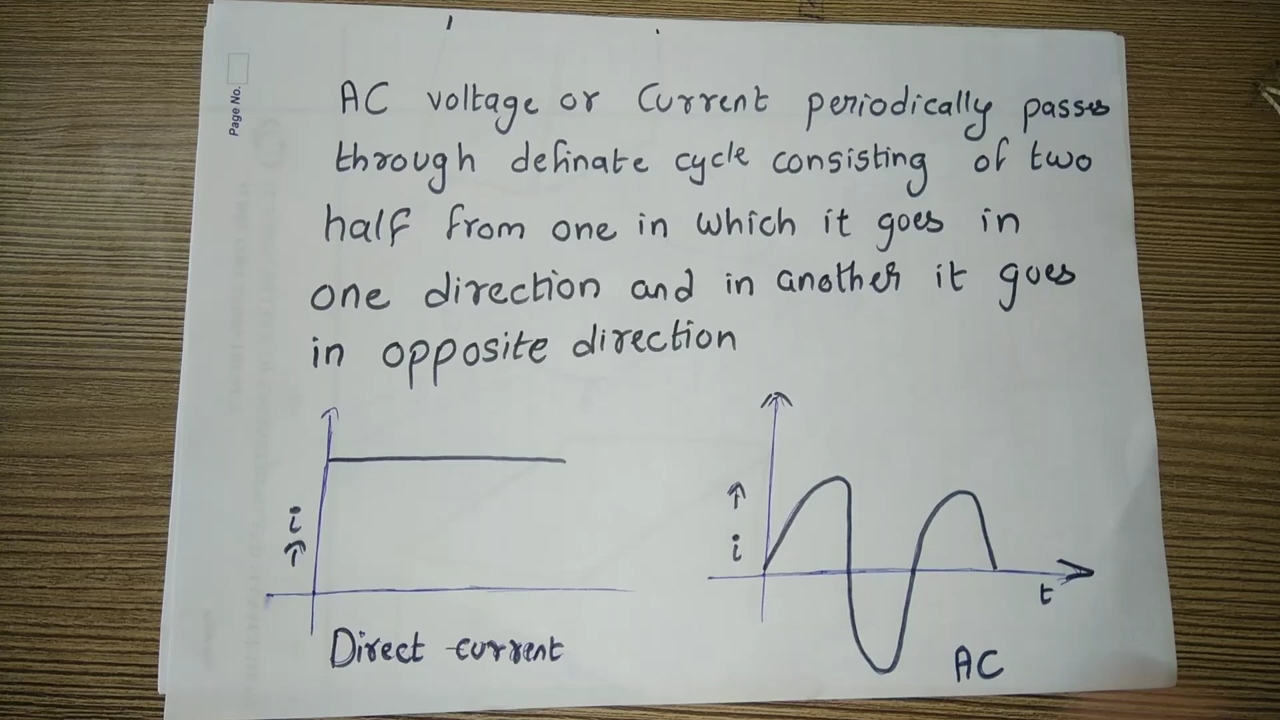 Page No.
AC voltage or Current periodically passes
through definate cycle consisting of two
half from one in which it goes in
one direction and in another it goes
in opposite direction
i
Direct current
i
t
AC